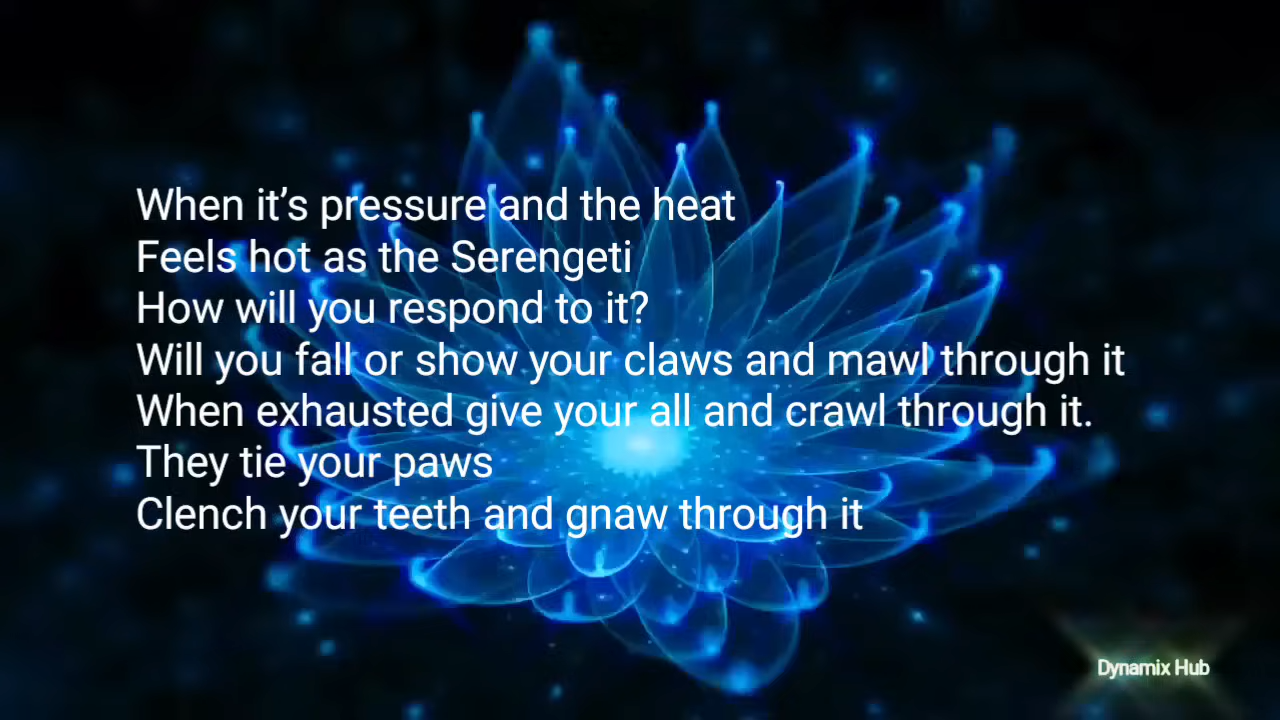 When it’s pressure and the heat
Feels hot as the Serengeti
How will you respond to it?
Will you fall or show your claws and mawl through it
When exhausted give your all and crawl through it.
They tie your paws
Clench your teeth and gnaw through it
Dynamix Hub